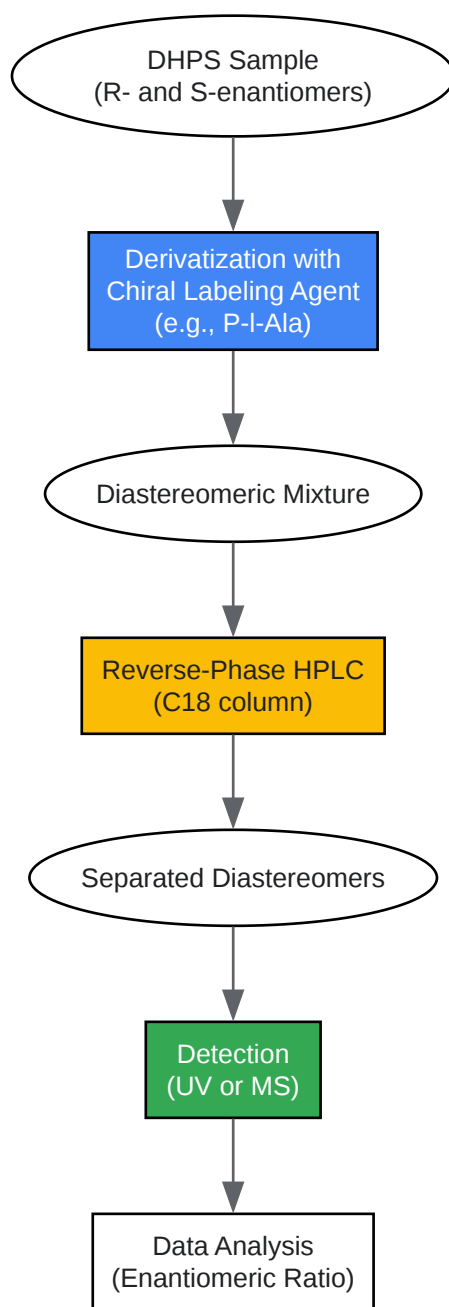 DHPS Sample
(R- and S-enantiomers)
Derivatization with
Chiral Labeling Agent
(e.g., P-l-Ala)
Diastereomeric Mixture
Reverse-Phase HPLC
(C18 column)
Separated Diastereomers
Detection
(UV or MS)
Data Analysis
(Enantiomeric Ratio)